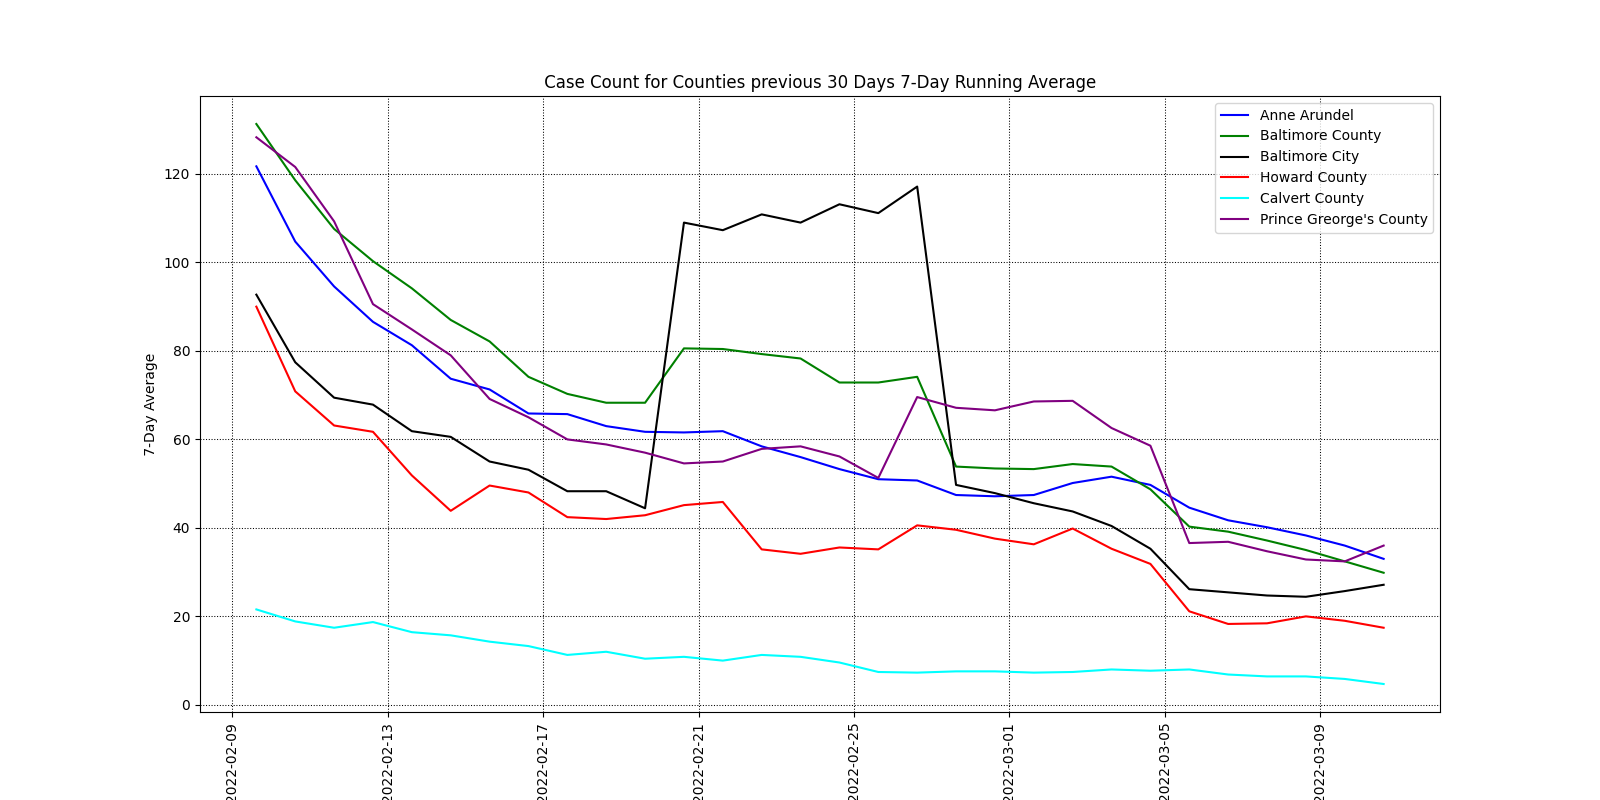 Case Count for Counties previous 30 Days 7-Day Running Average
Anne Arundel
Baltimore County
Baltimore City
Howard County
Calvert County
Prince Greorge's County
7-Day Average
120
100
80
60
40
20
0
2022-02-09
2022-02-13
2022-02-17
2022-02-21
2022-02-25
2022-03-01
2022-03-05
2022-03-09